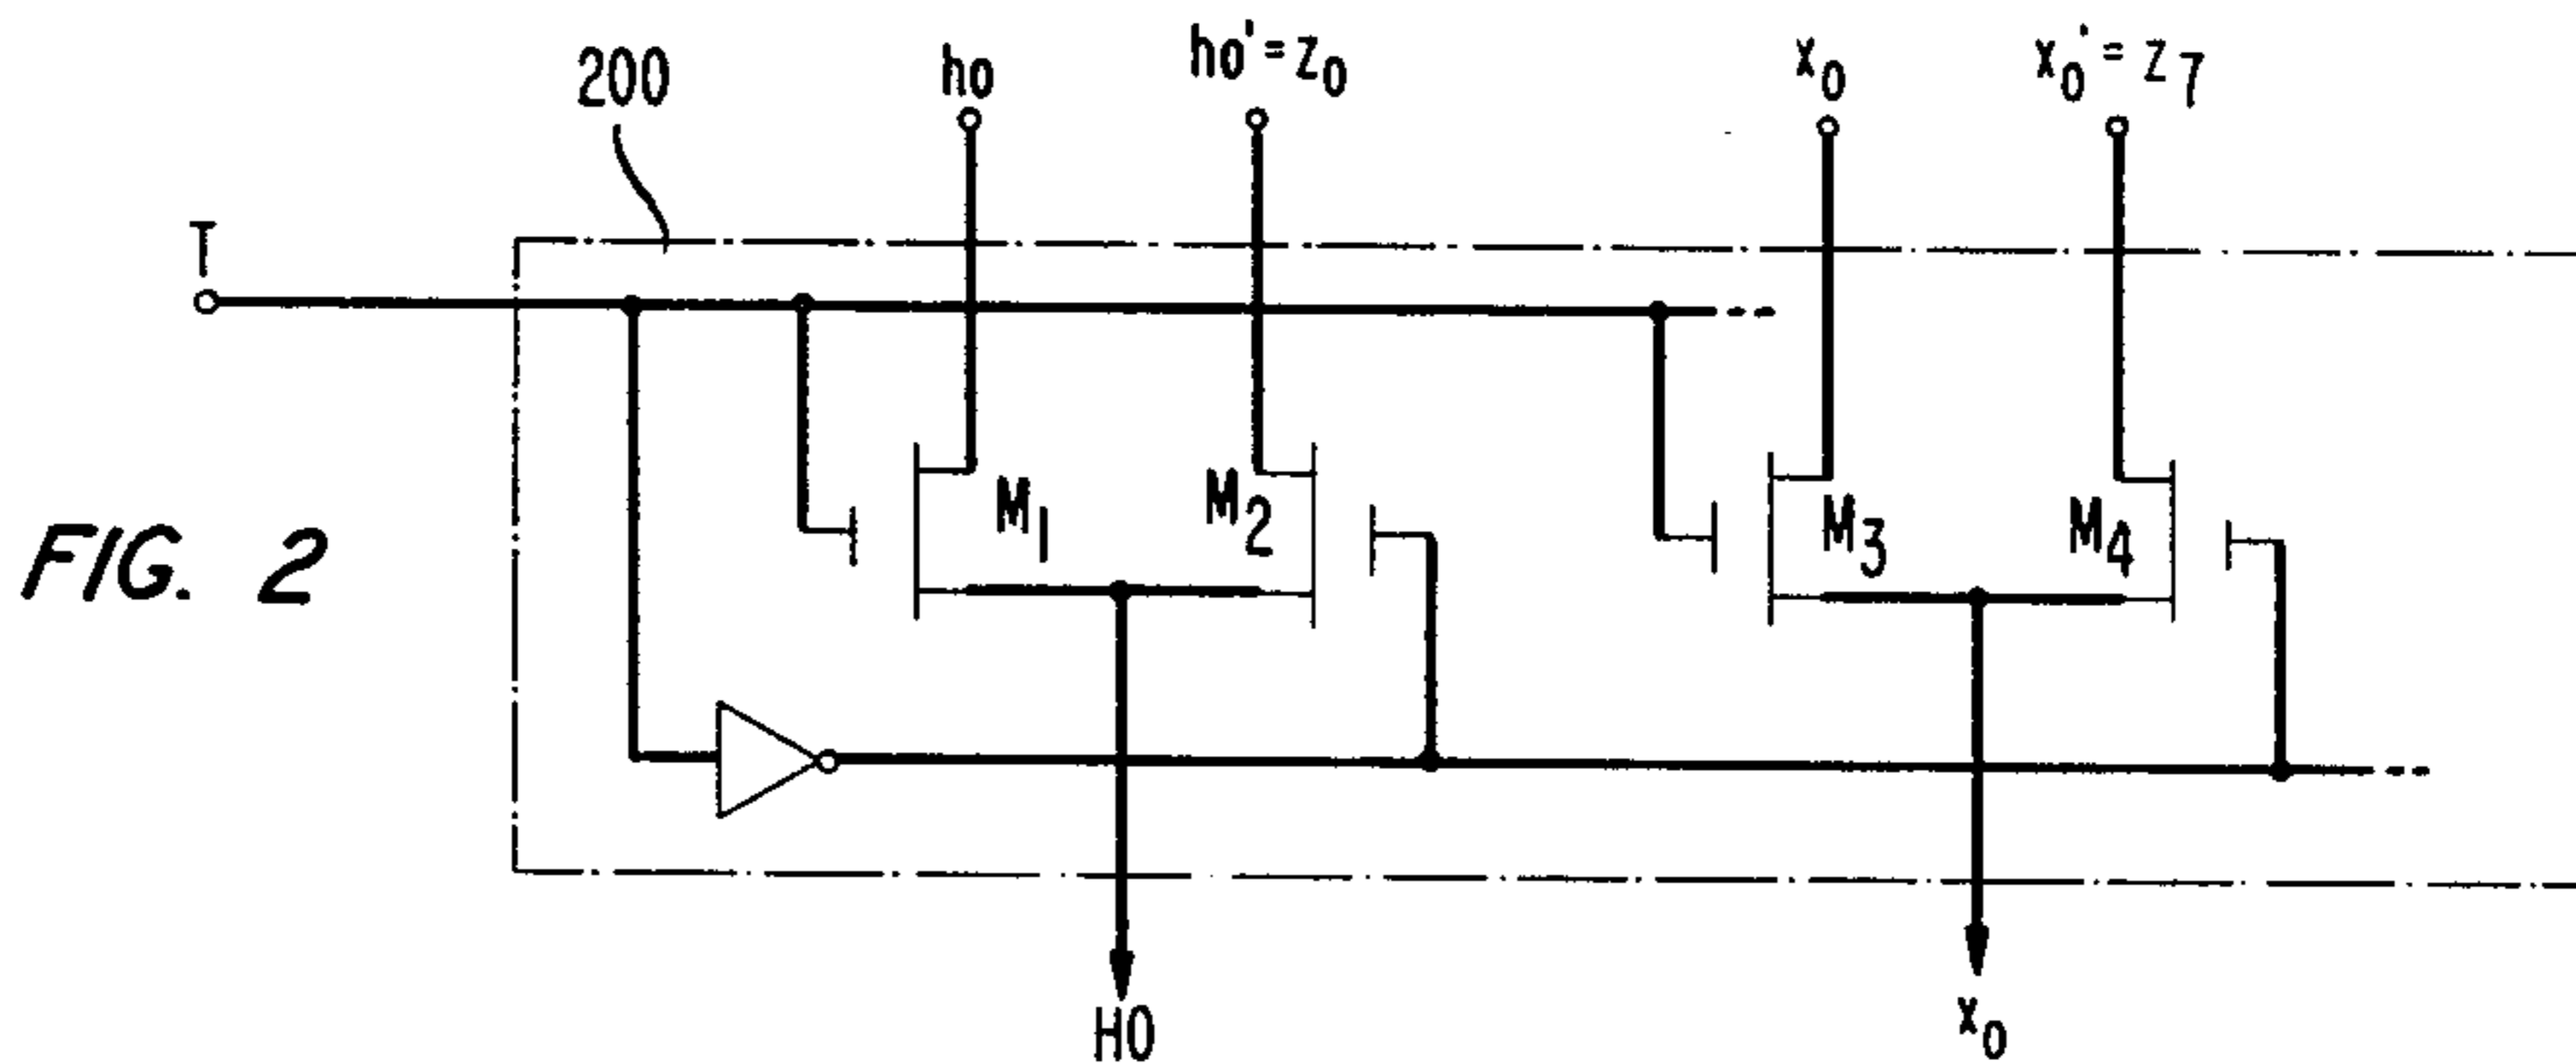 200
ho
ho' = z₀
x₀
x₀' = z₇
T
M₁
M₂
M₃
M₄
FIG. 2
HO
x₀